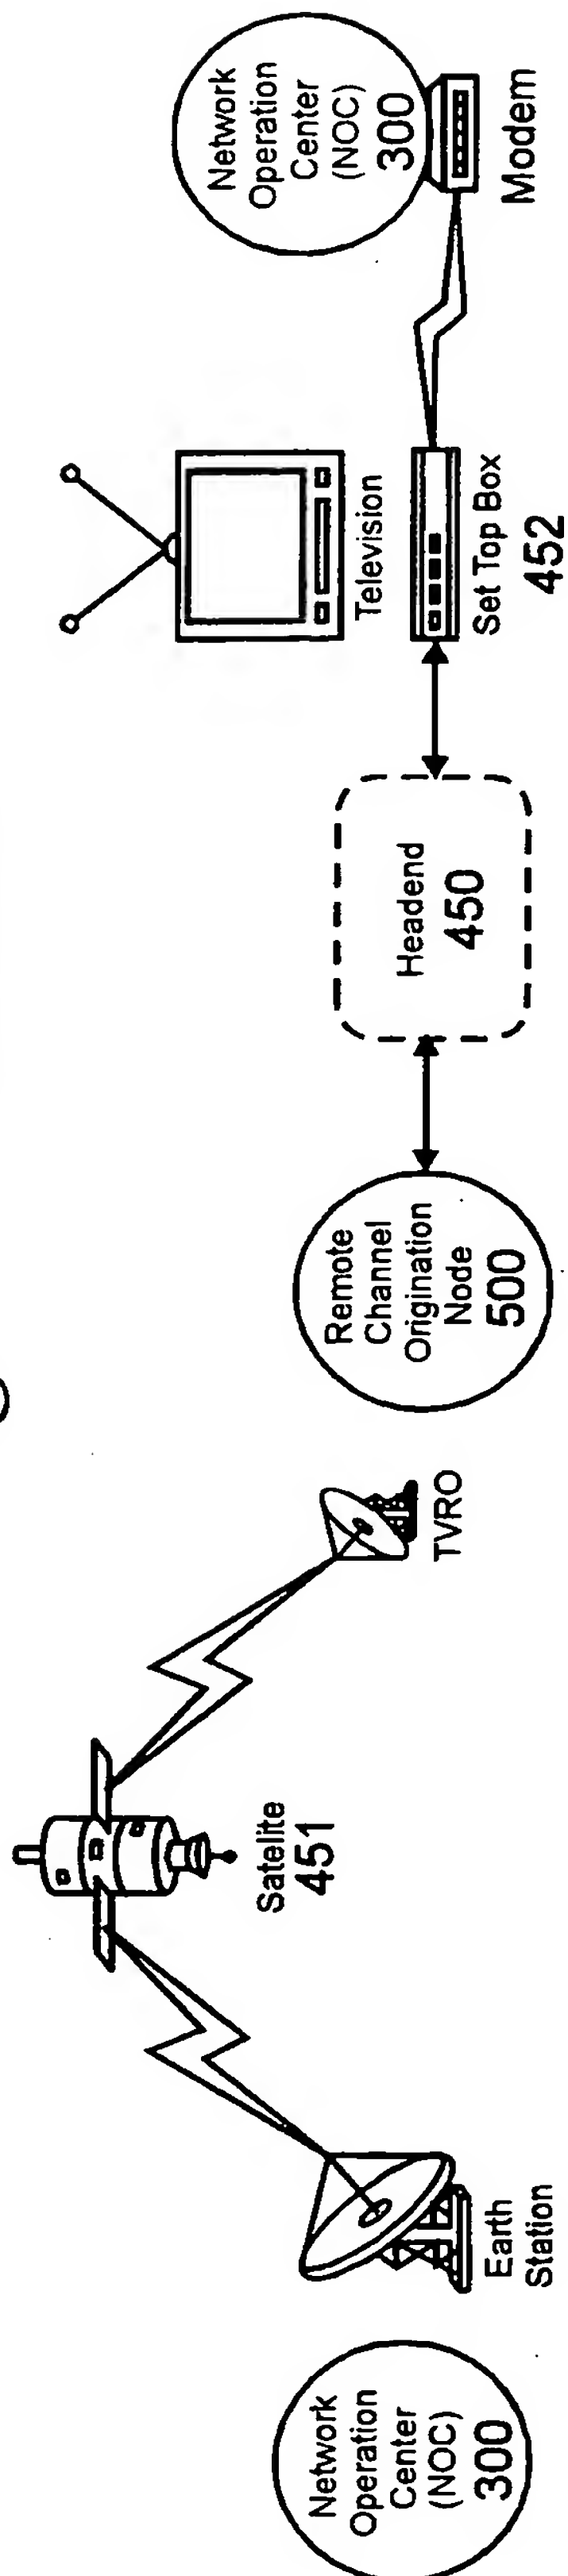 Network
Operation
Center
(NOC)
300
Earth
Station
Satelite
451
TVRO
Remote
Channel
Origination
Node
500
Headend
450
Television
Set Top Box
452
Network
Operation
Center
(NOC)
300
Modem